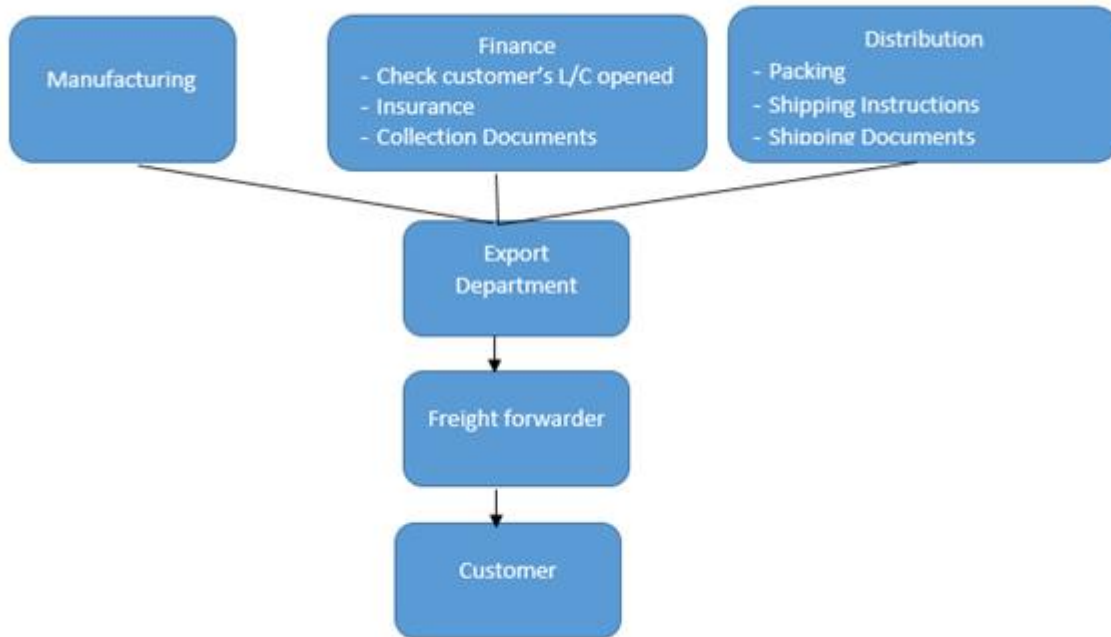 Manufacturing
Finance
- Check customer's L/C opened
- Insurance
- Collection Documents
Distribution
- Packing
- Shipping Instructions
- Shipping Documents
Export
Department
Freight forwarder
Customer